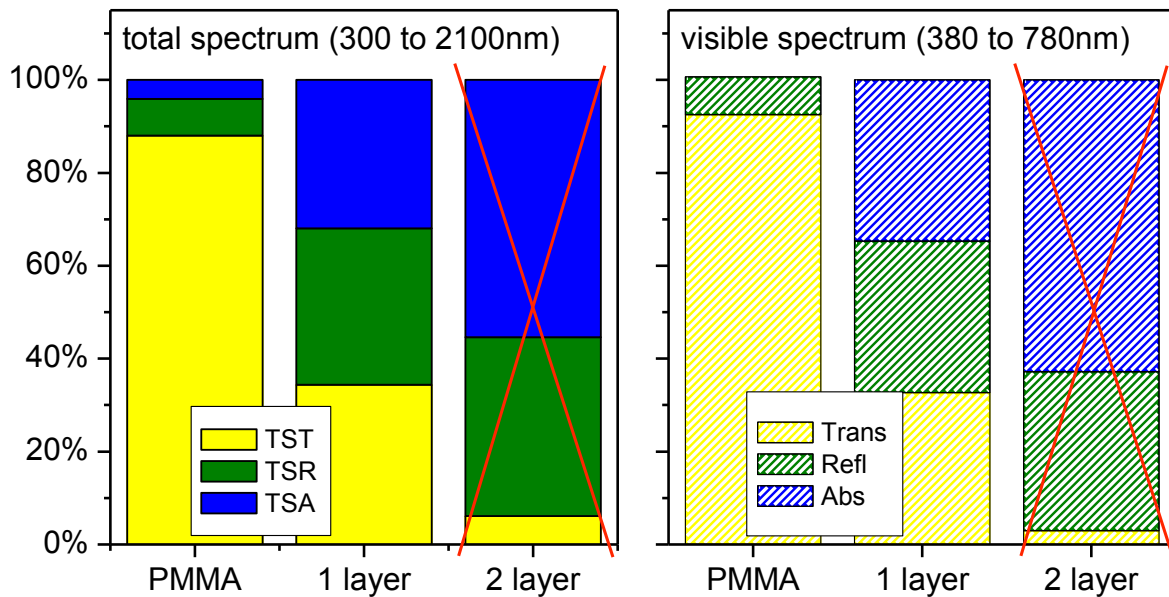 total spectrum (300 to 2100nm)
100%
80%
60%
40%
20%
0%
TST
TSR
TSA
PMMA
1 layer
2 layer
visible spectrum (380 to 780nm)
Trans
Refl
Abs
PMMA
1 layer
2 layer